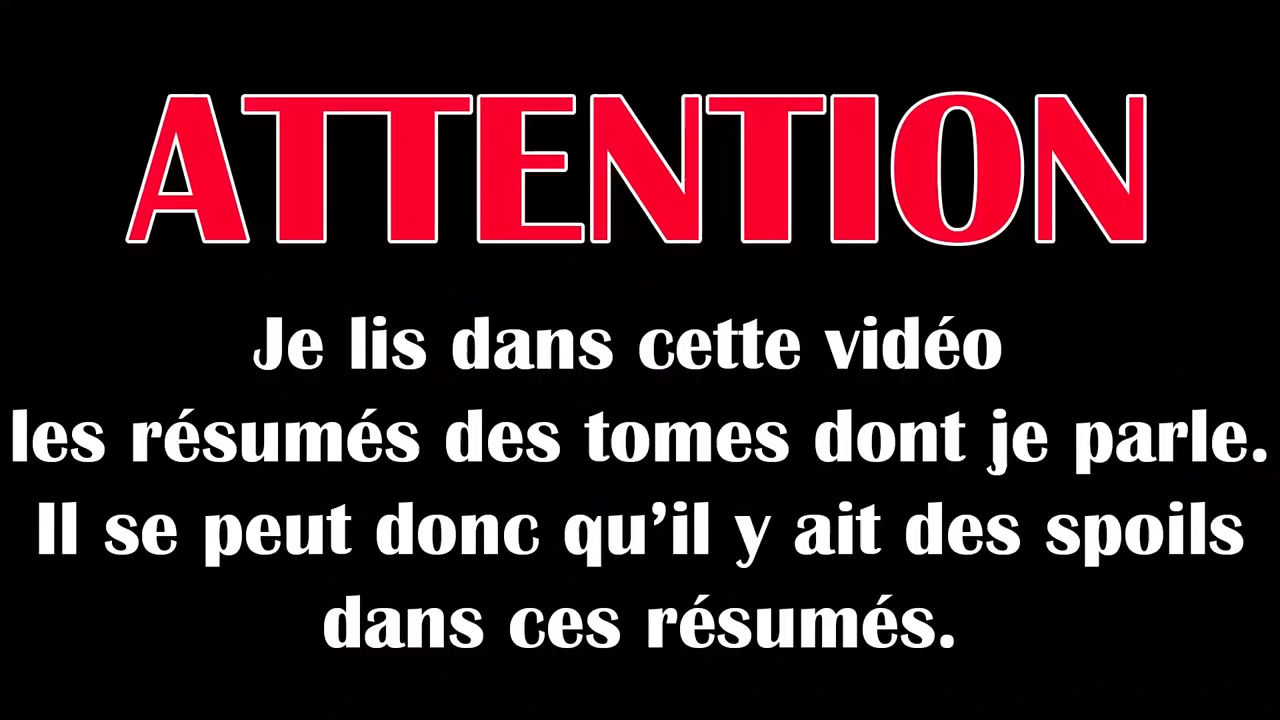 ATTENTION
Je lis dans cette vidéo
les résumés des tomes dont je parle.
Il se peut donc qu’il y ait des spoils
dans ces résumés.